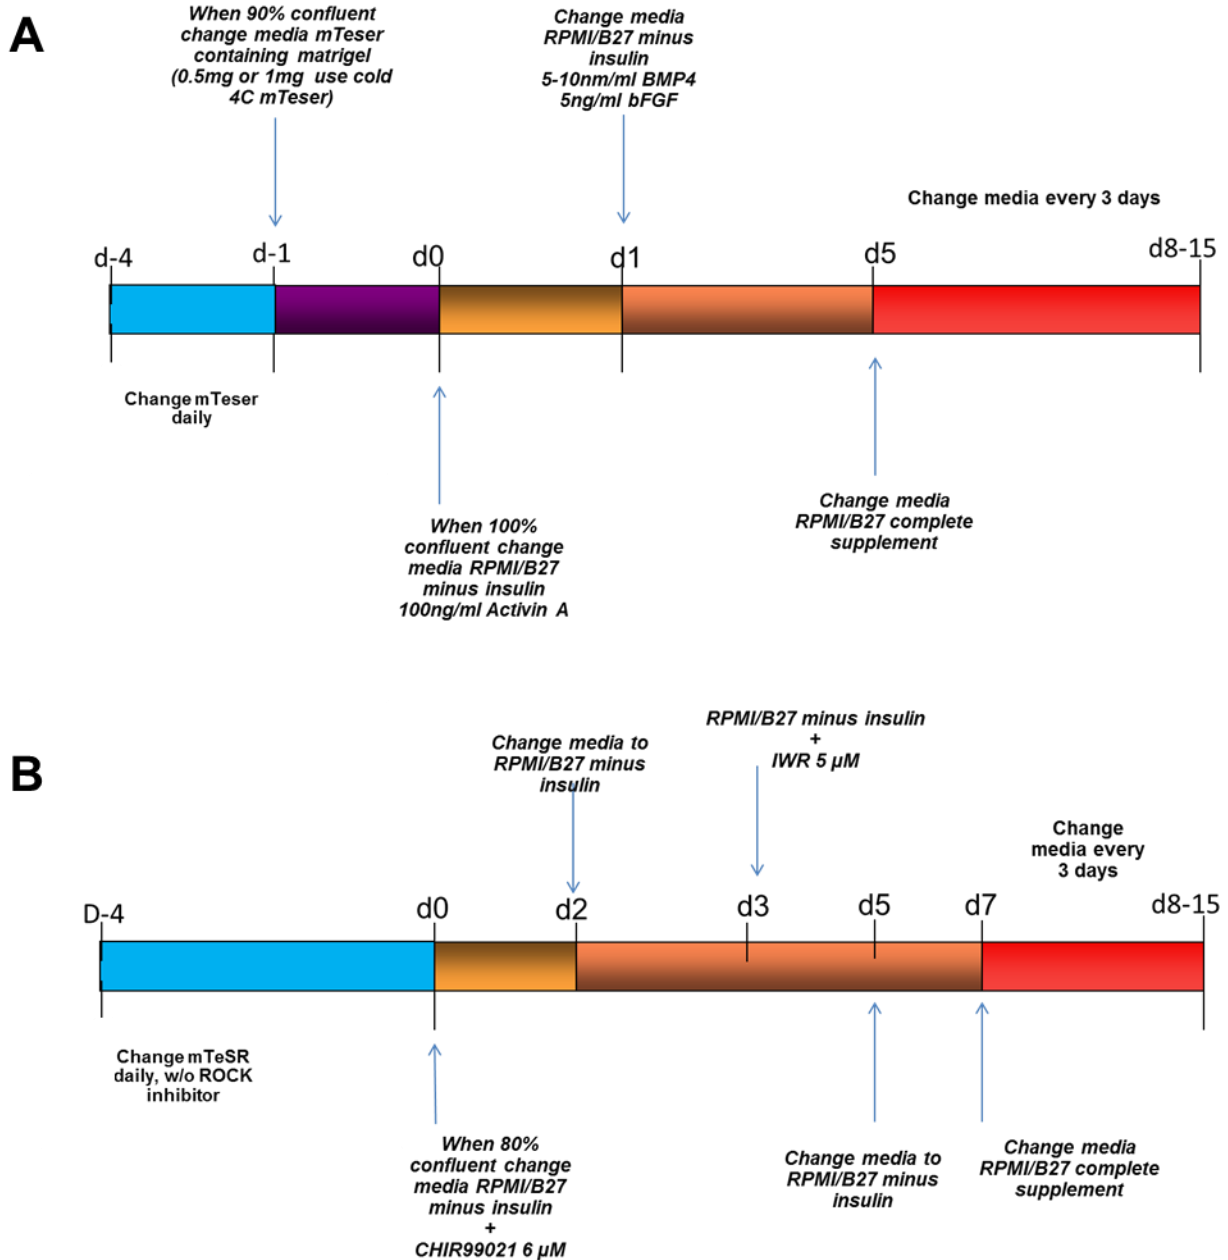 A
When 90% confluent
change media mTeser
containing matrigel
(0.5mg or 1mg use cold
4C mTeser)
Change media
RPMI/B27 minus
insulin
5-10nm/ml BMP4
5ng/ml bFGF
Change media every 3 days
d-4
d-1
d0
d1
d5
d8-15
Change mTeser
daily
When 100%
confluent change
media RPMI/B27
minus insulin
100ng/ml Activin A
Change media
RPMI/B27 complete
supplement
B
Change media to
RPMI/B27 minus
insulin
RPMI/B27 minus insulin
+
IWR 5 µM
Change
media every
3 days
D-4
d0
d2
d3
d5
d7
d8-15
Change mTeSR
daily, w/o ROCK
inhibitor
When 80%
confluent change
media RPMI/B27
minus insulin
+
CHIR99021 6 µM
Change media to
RPMI/B27 minus
insulin
Change media
RPMI/B27 complete
supplement